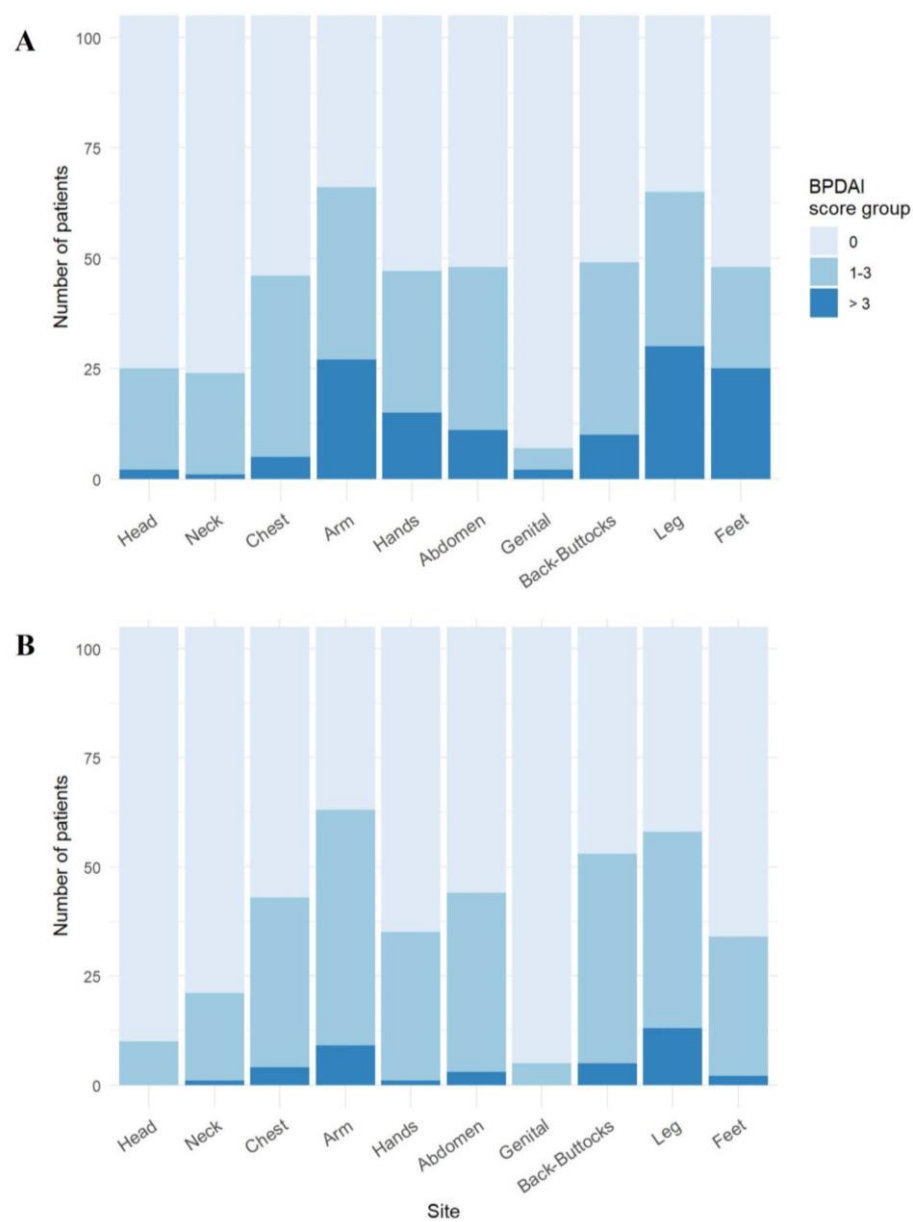 A
100
75
50
25
0
Number of patients
Head
Neck
Chest
Arm
Hands
Abdomen
Genital
Back-Buttocks
Leg
Feet
BPDAI
score group
0
1-3
> 3
B
100
75
50
25
0
Number of patients
Head
Neck
Chest
Arm
Hands
Abdomen
Genital
Back-Buttocks
Leg
Feet
Site